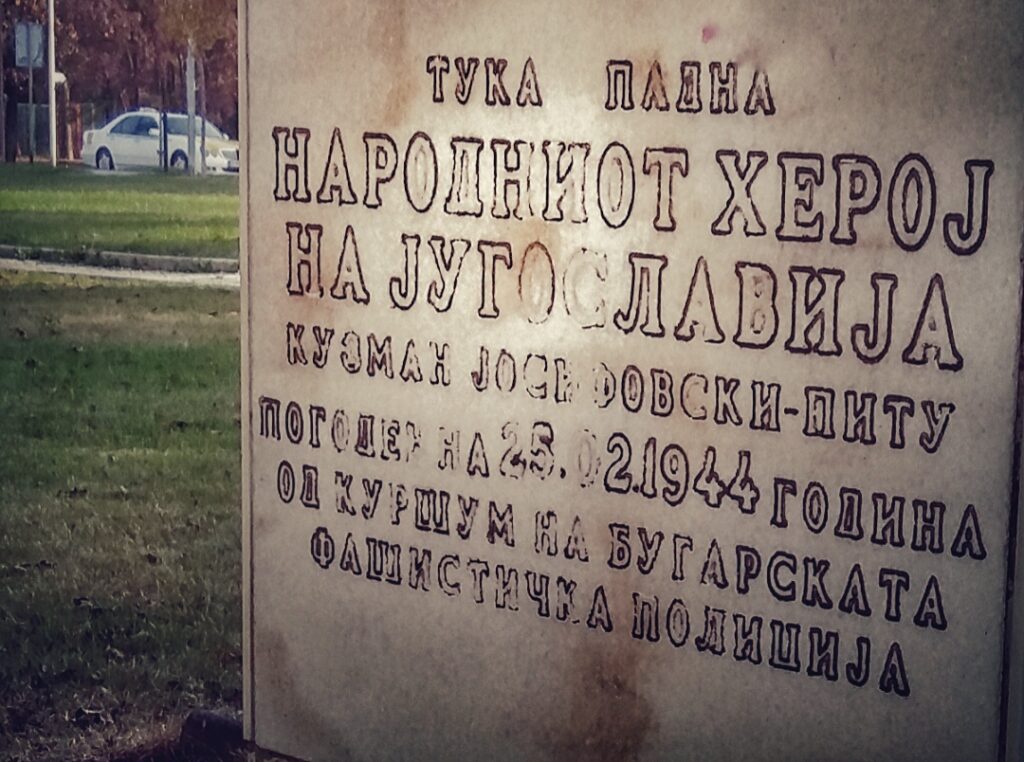 ТУКА ПАДНА
НАРОДНИОТ ХЕРОЈ
НА ЈУГОСЛАВИЈА
КУЗМАН ЈОСИФОВСКИ-ПИТУ
ПОГОДЕН НА 25.02.1944 ГОДИНА
ОД КУРШУМ НА БУГАРСКАТА
ФАШИСТИЧКА ПОЛИЦИЈА